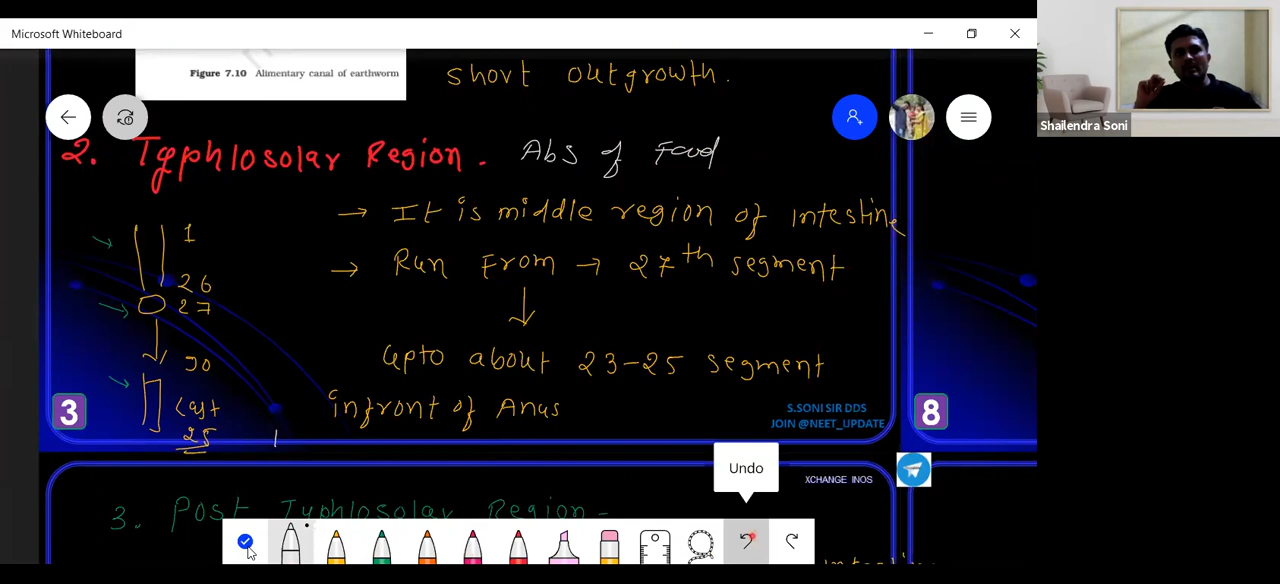 Microsoft Whiteboard
Figure 7.10 Alimentary canal of earthworm
short outgrowth.
Shailendra Soni
2. Typhlosolar Region. Abs of Food
→ It is middle region of intestine
→ Run From → 27th segment
↓
upto about 23-25 segment
infront of Anus
1
26
27
90
Last
25
3
S.SONI SIR DDS
JOIN @NEET_UPDATE
8
Undo
XCHANGE INOS
3. Post Typhlosolar Region -